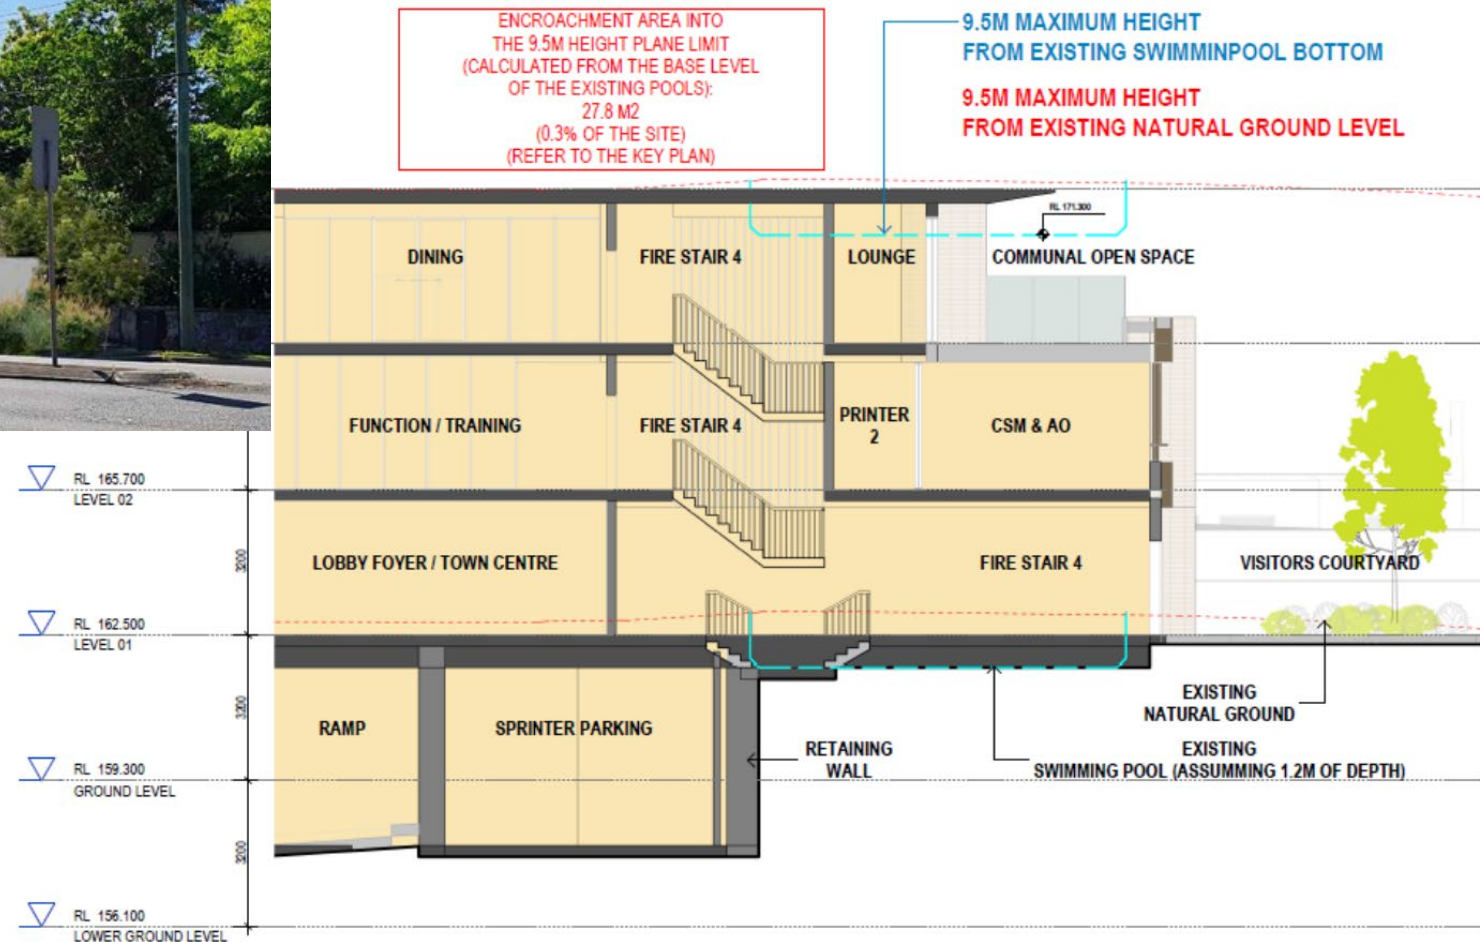 ENCROACHMENT AREA INTO
THE 9.5M HEIGHT PLANE LIMIT
(CALCULATED FROM THE BASE LEVEL
OF THE EXISTING POOLS):
27.8 M2
(0.3% OF THE SITE)
(REFER TO THE KEY PLAN)
9.5M MAXIMUM HEIGHT
FROM EXISTING SWIMMINPOOL BOTTOM
9.5M MAXIMUM HEIGHT
FROM EXISTING NATURAL GROUND LEVEL
RL 171.300
DINING
FIRE STAIR 4
LOUNGE
COMMUNAL OPEN SPACE
FUNCTION / TRAINING
FIRE STAIR 4
PRINTER
2
CSM & AO
RL 165.700
LEVEL 02
3200
LOBBY FOYER / TOWN CENTRE
FIRE STAIR 4
VISITORS COURTYARD
RL 162.500
LEVEL 01
3200
RAMP
SPRINTER PARKING
RETAINING
WALL
EXISTING
NATURAL GROUND
EXISTING
SWIMMING POOL (ASSUMMING 1.2M OF DEPTH)
RL 159.300
GROUND LEVEL
3200
RL 156.100
LOWER GROUND LEVEL